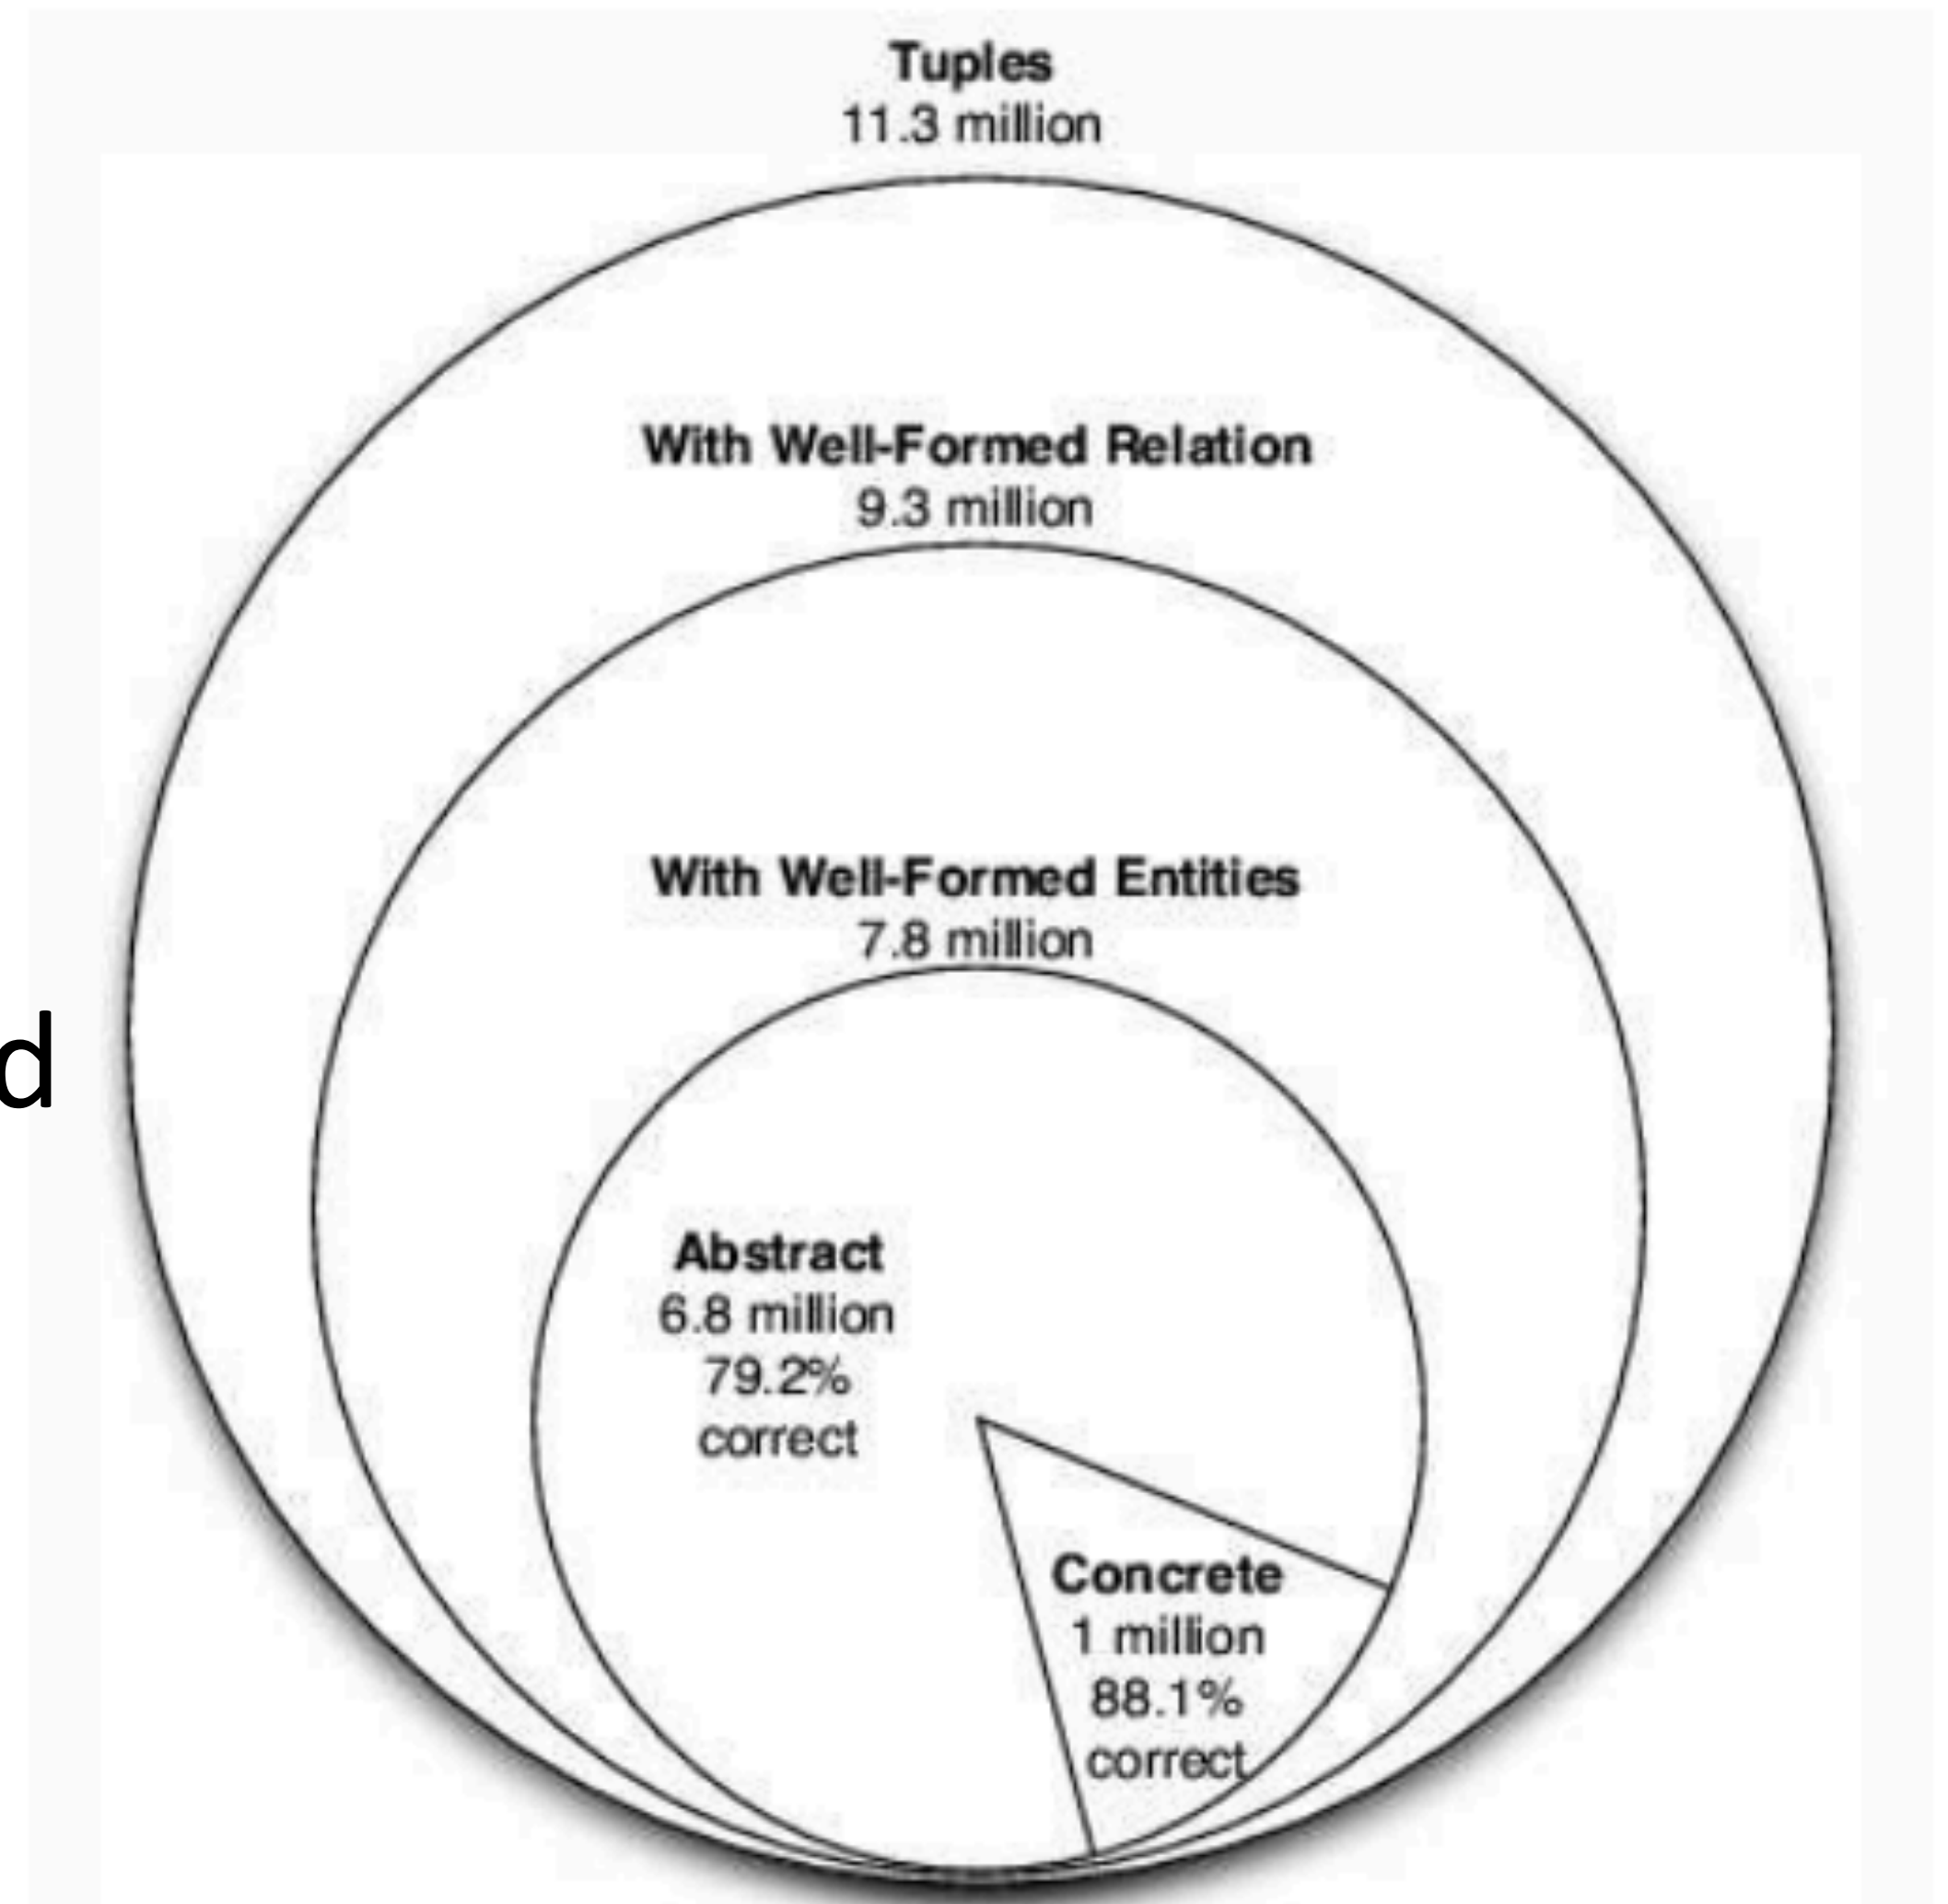 Tuples
11.3 million
With Well-Formed Relation
9.3 million
With Well-Formed Entities
7.8 million
d
Abstract
6.8 million
79.2%
correct
Concrete
1 million
88.1%
correct